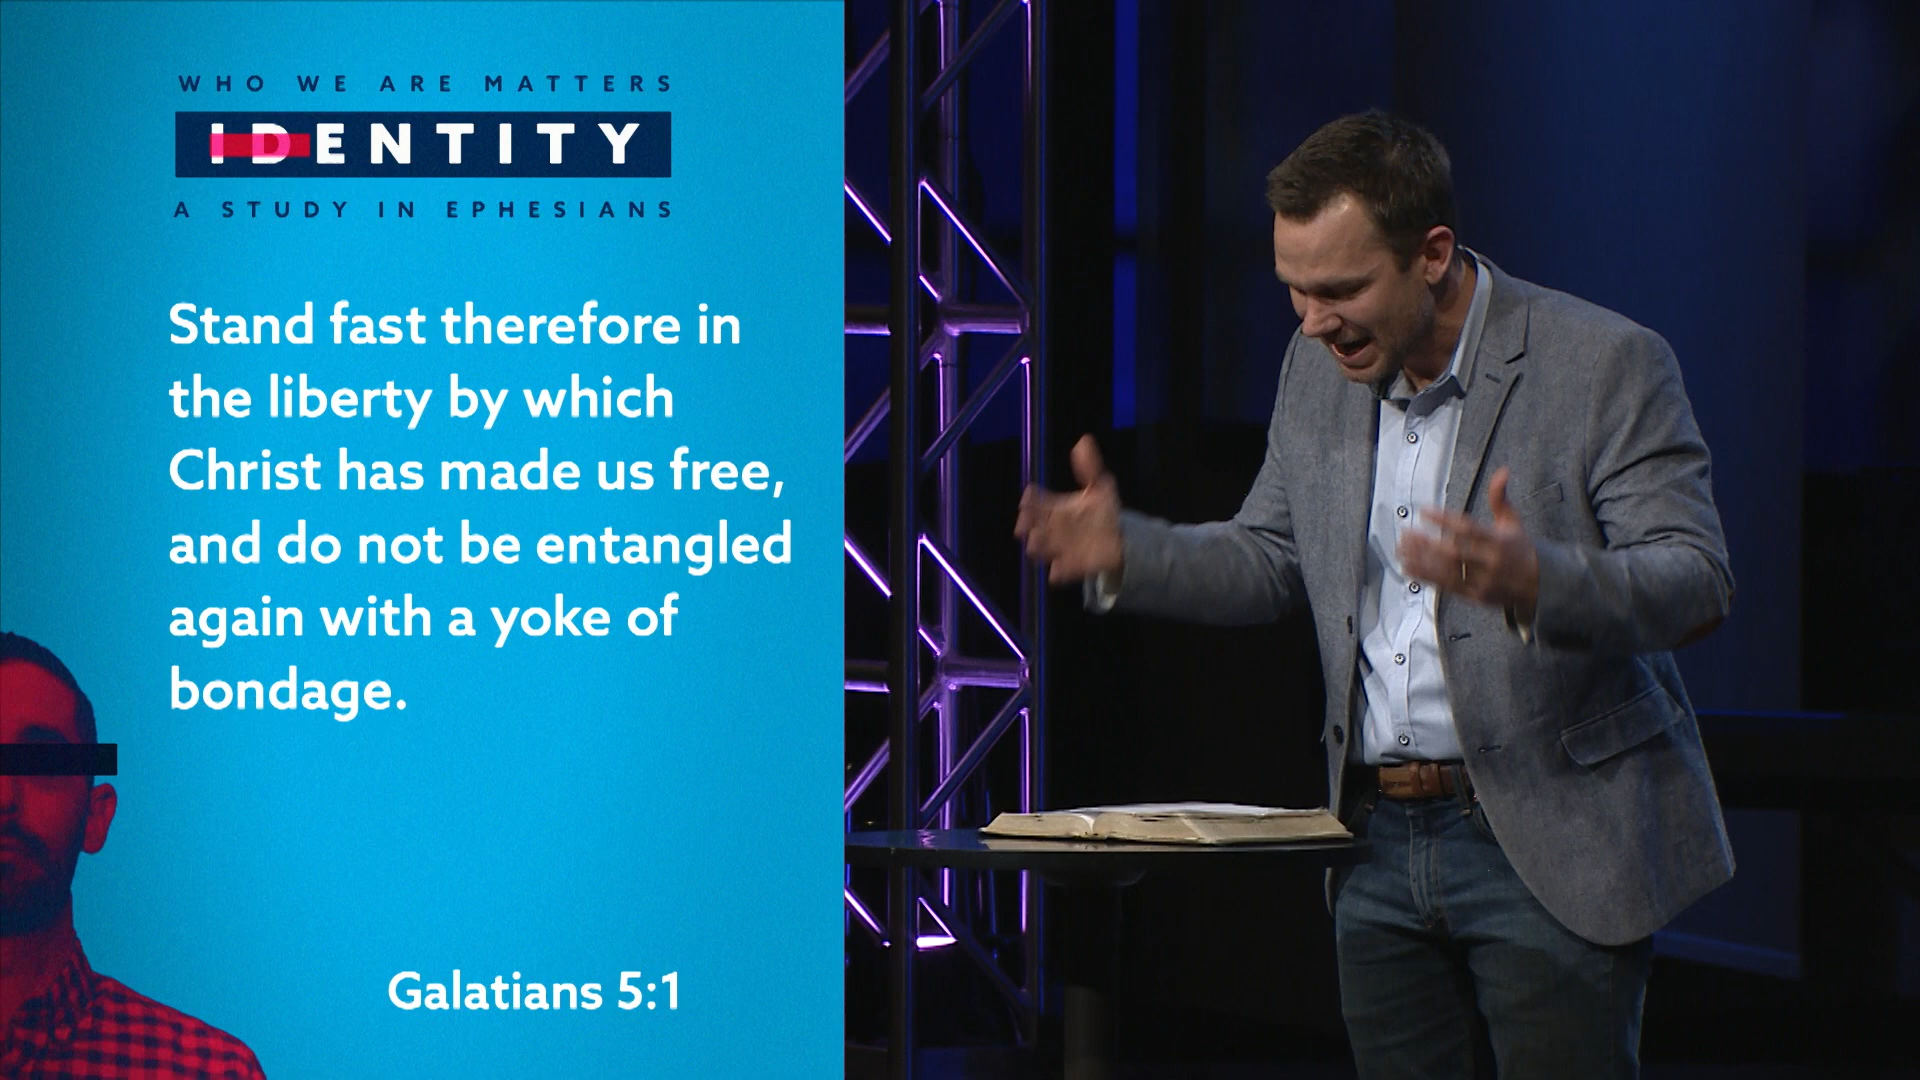 WHO WE ARE MATTERS
IDENTITY
A STUDY IN EPHESIANS
Stand fast therefore in
the liberty by which
Christ has made us free,
and do not be entangled
again with a yoke of
bondage.
Galatians 5:1